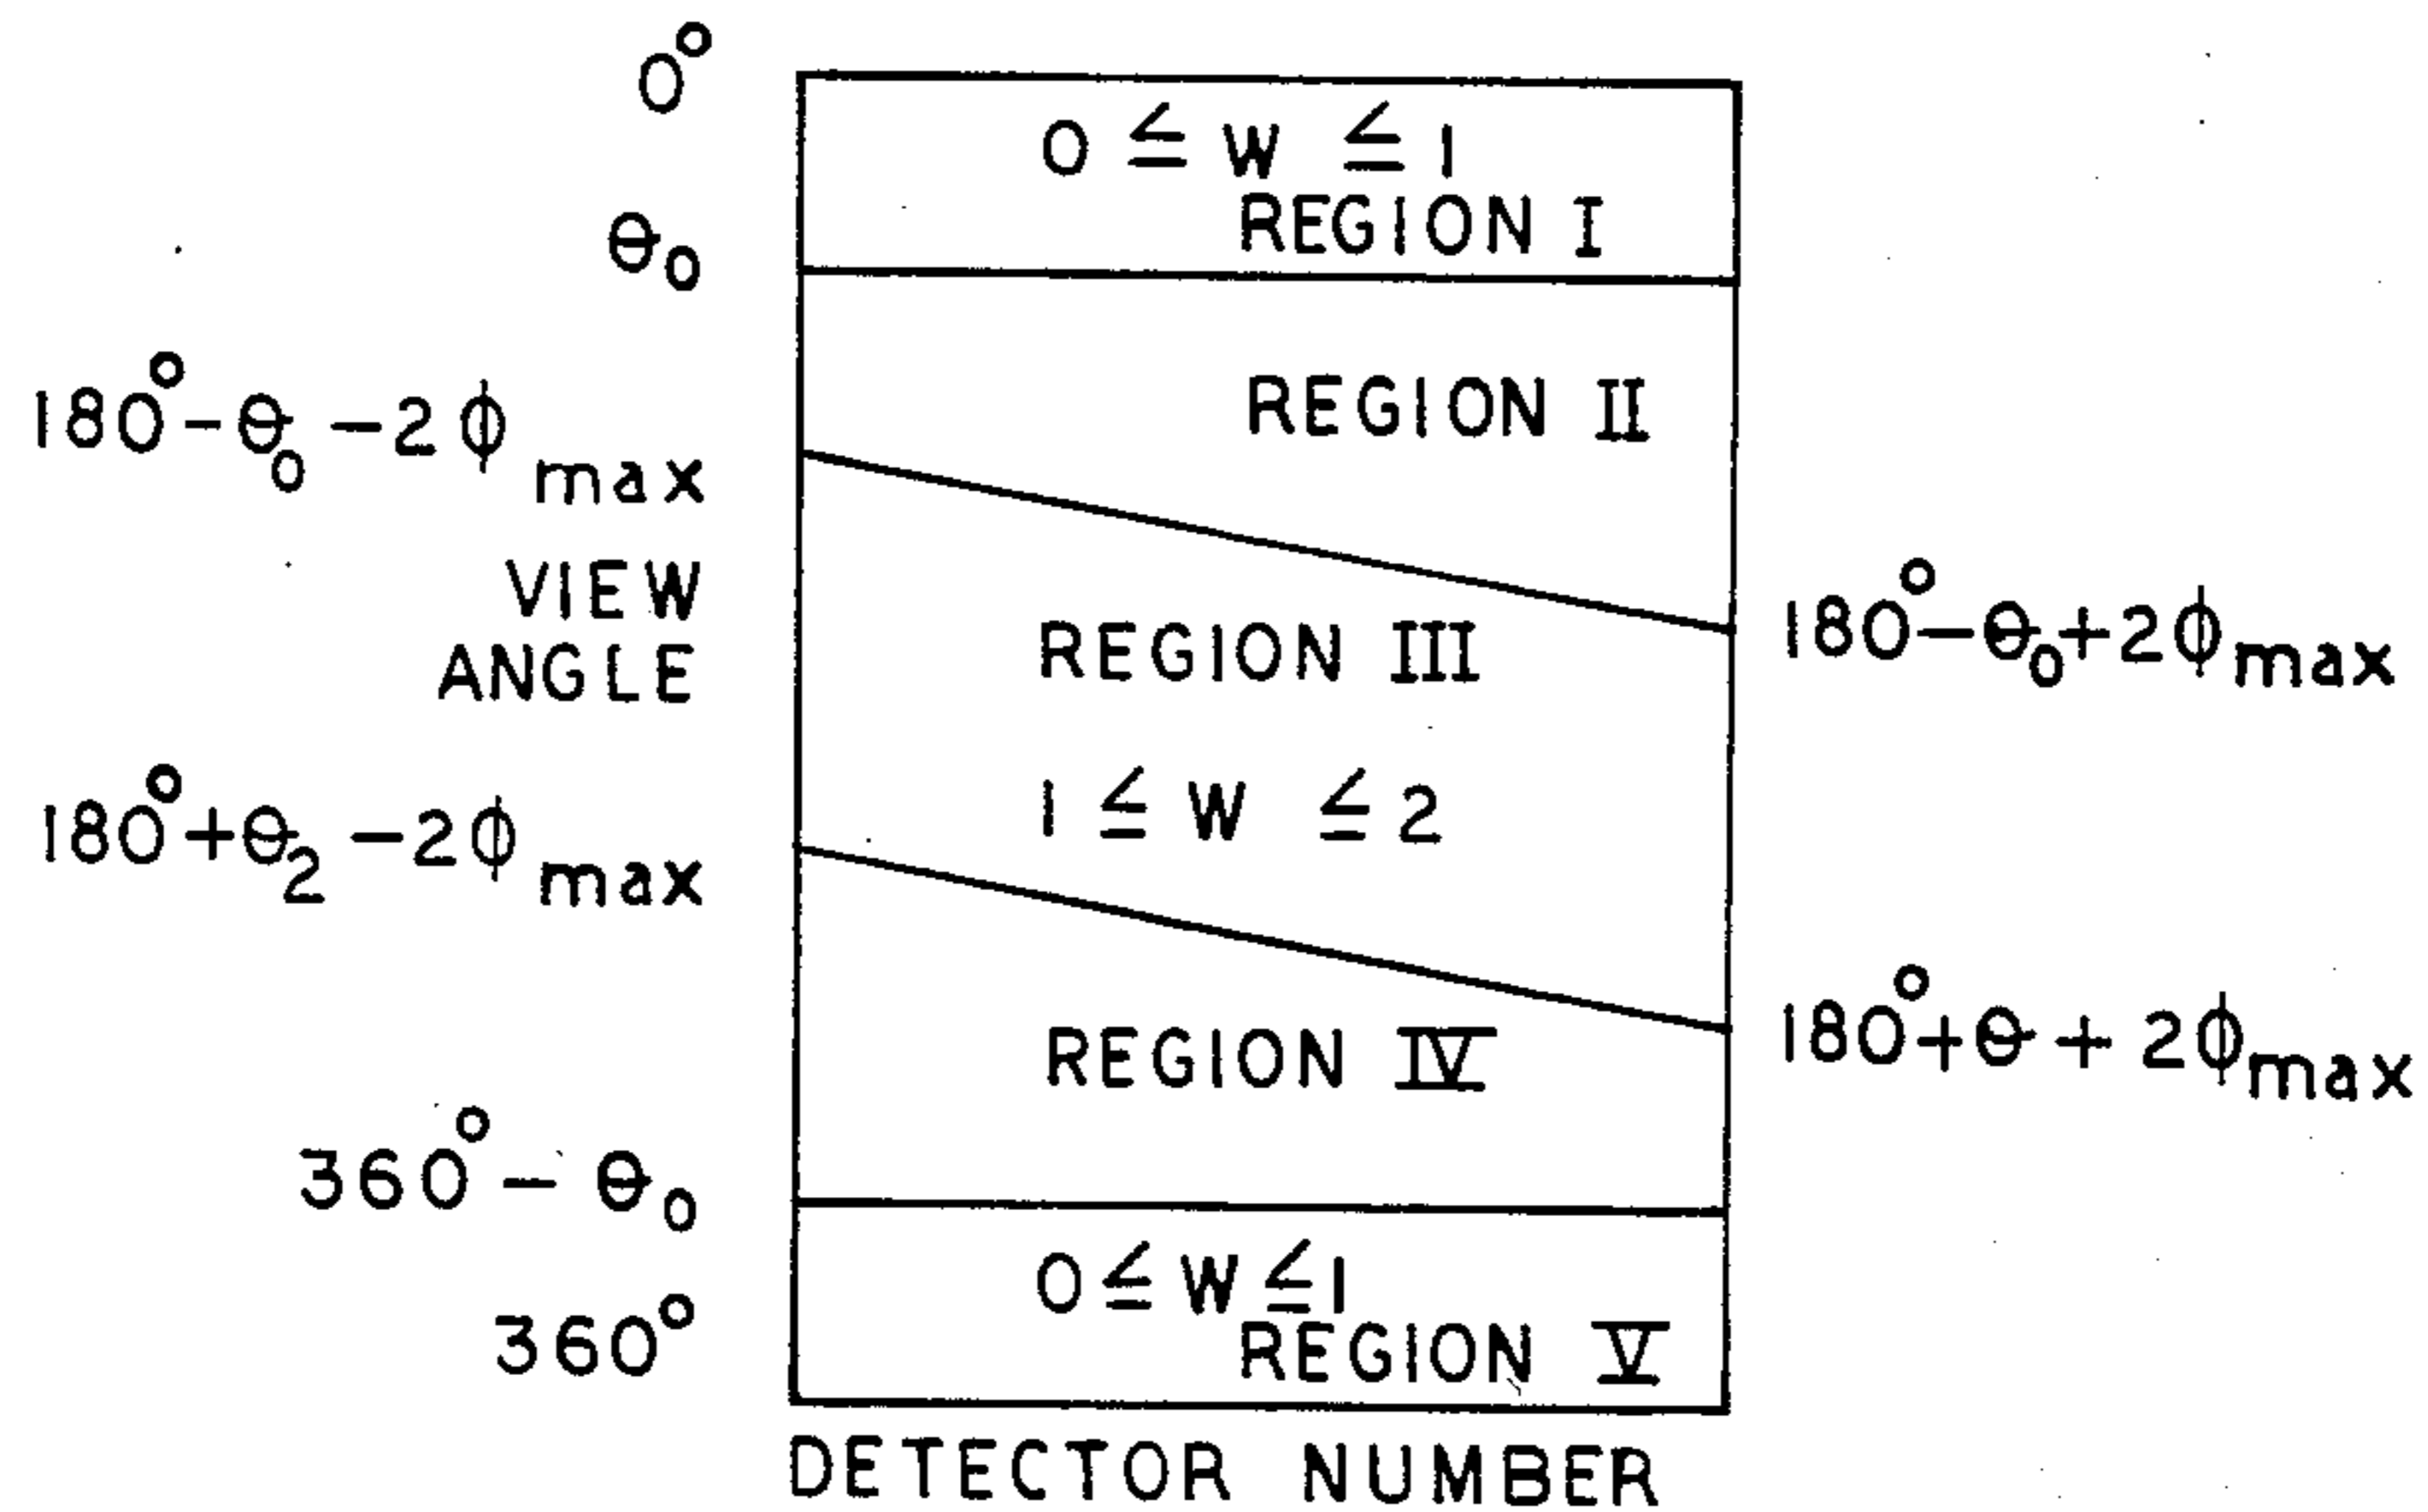 0°
0 ≦ W ≦ 1
REGION I
θ₀
REGION II
180°-θ₀-2ϕmax
VIEW
ANGLE
180°-θ₀+2ϕmax
REGION III
1 ≦ W ≦ 2
180°+θ₂-2ϕmax
180°+θ+2ϕmax
REGION IV
360°-θ₀
0≦W≦1
REGION V
360°
DETECTOR NUMBER